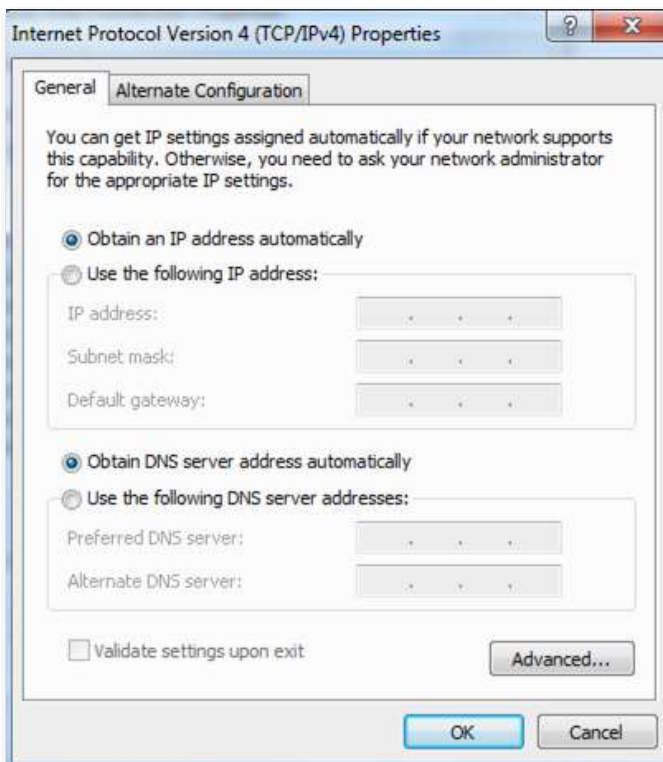 Internet Protocol Version 4 (TCP/IPv4) Properties
General
Alternate Configuration
You can get IP settings assigned automatically if your network supports
this capability. Otherwise, you need to ask your network administrator
for the appropriate IP settings.
Obtain an IP address automatically
Use the following IP address:
IP address:
Subnet mask:
Default gateway:
Obtain DNS server address automatically
Use the following DNS server addresses:
Preferred DNS server:
Alternate DNS server:
Validate settings upon exit
Advanced...
OK
Cancel